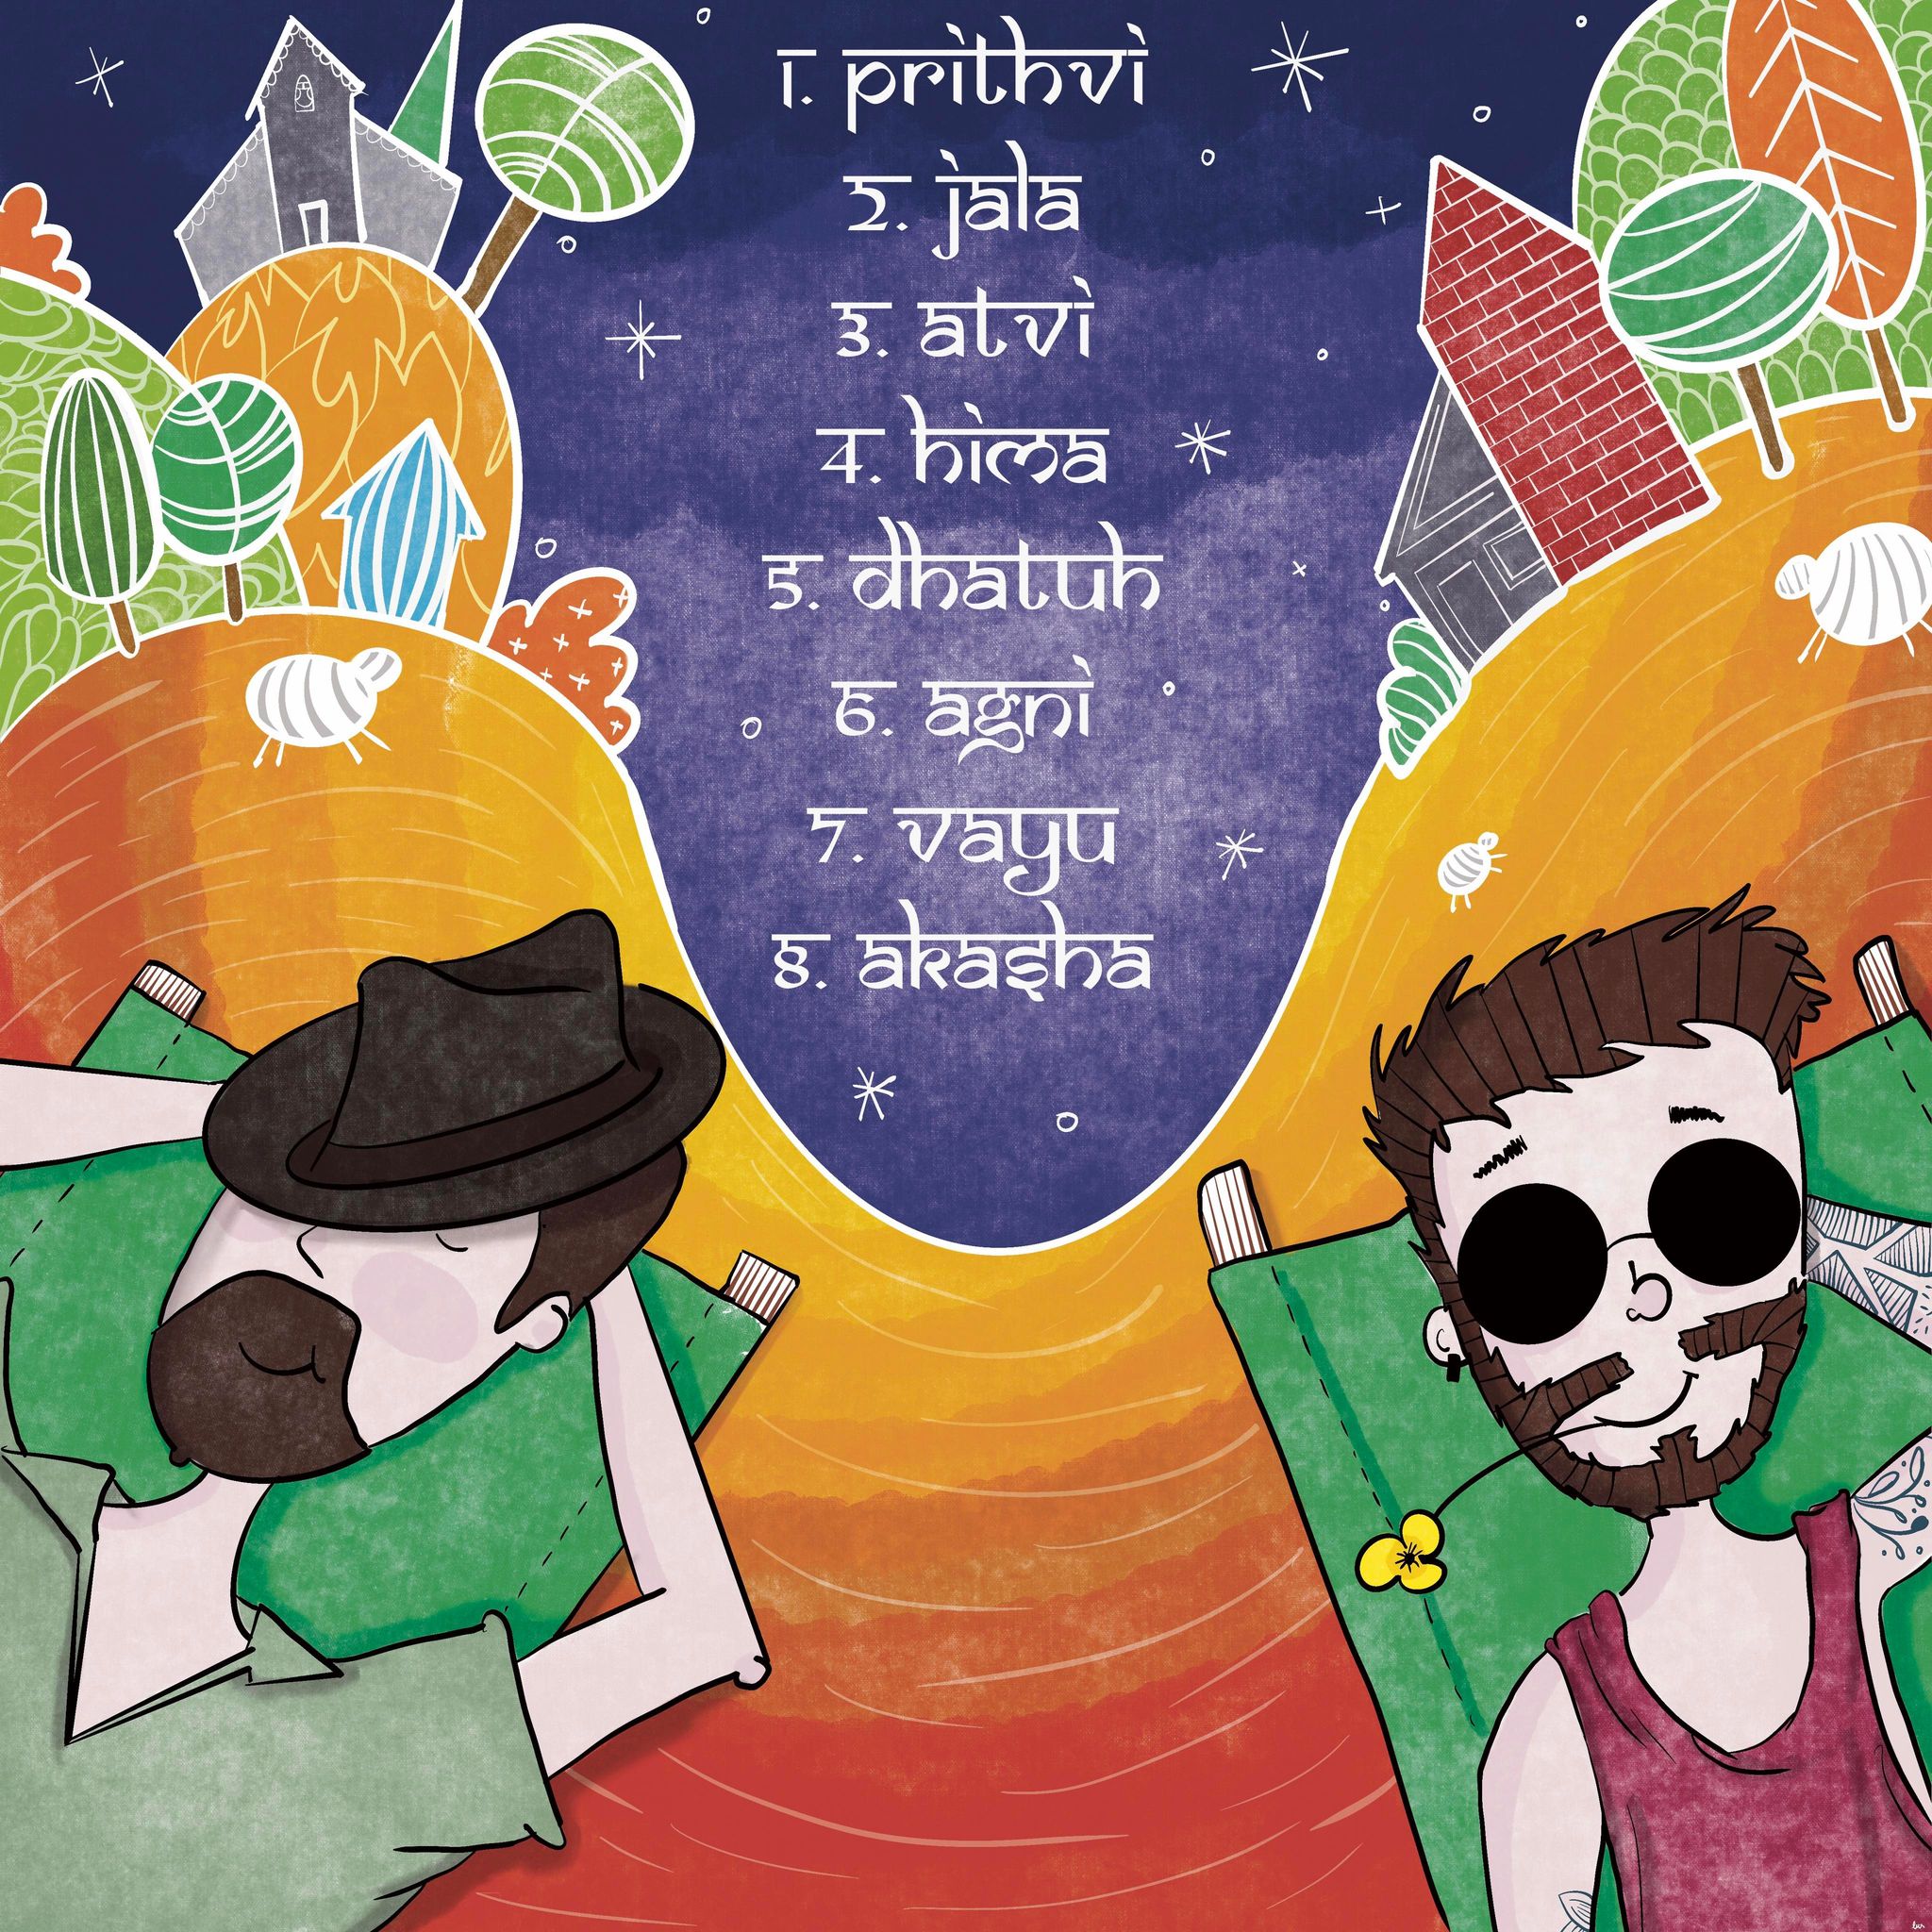 1. prithvi
2. jala
3. atvi
4. hima
5. dhatuh
6. agni
7. vayu
8. akasha